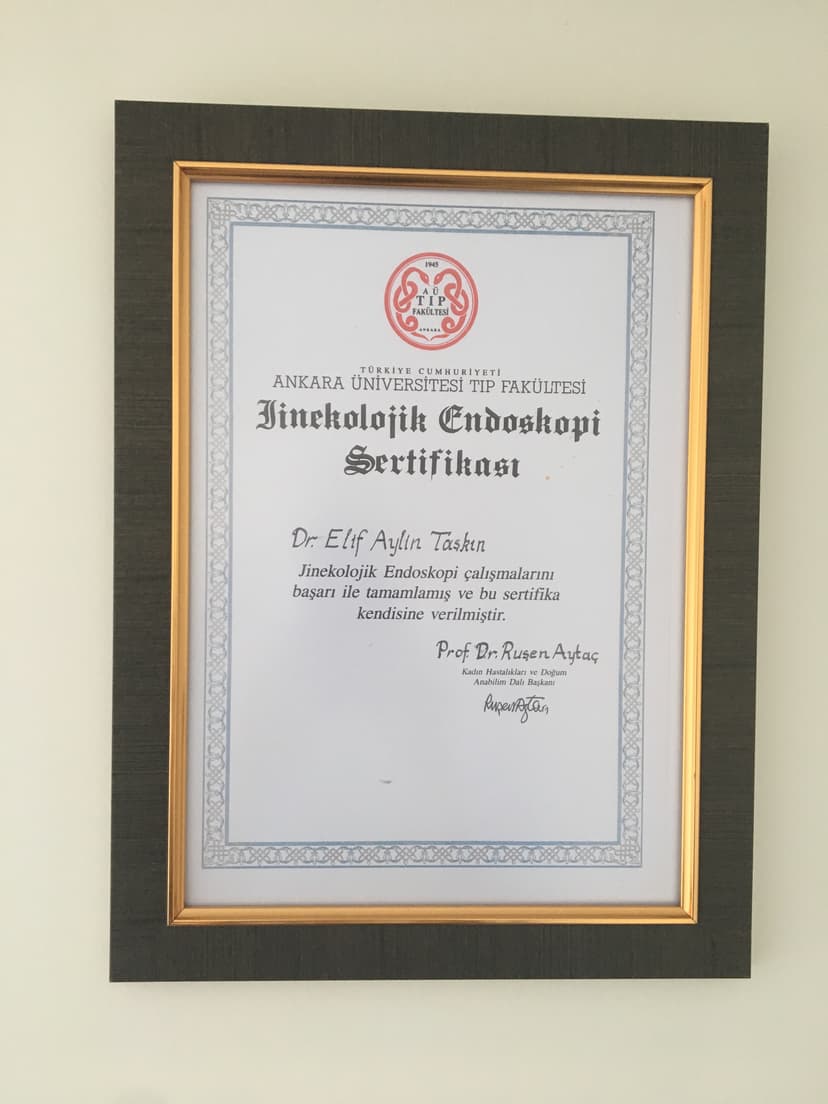 1945
A Ü
TIP
FAKÜLTESİ
ANKARA
TÜRKİYE CUMHURİYETİ
ANKARA ÜNİVERSİTESİ TIP FAKÜLTESİ
Jinekolojik Endoskopi
Sertifikası
Dr. Elif Aylin Taşkın
Jinekolojik Endoskopi çalışmalarını
başarı ile tamamlamış ve bu sertifika
kendisine verilmiştir.
Prof. Dr. Ruşen Aytaç
Kadın Hastalıkları ve Doğum
Anabilim Dalı Başkanı